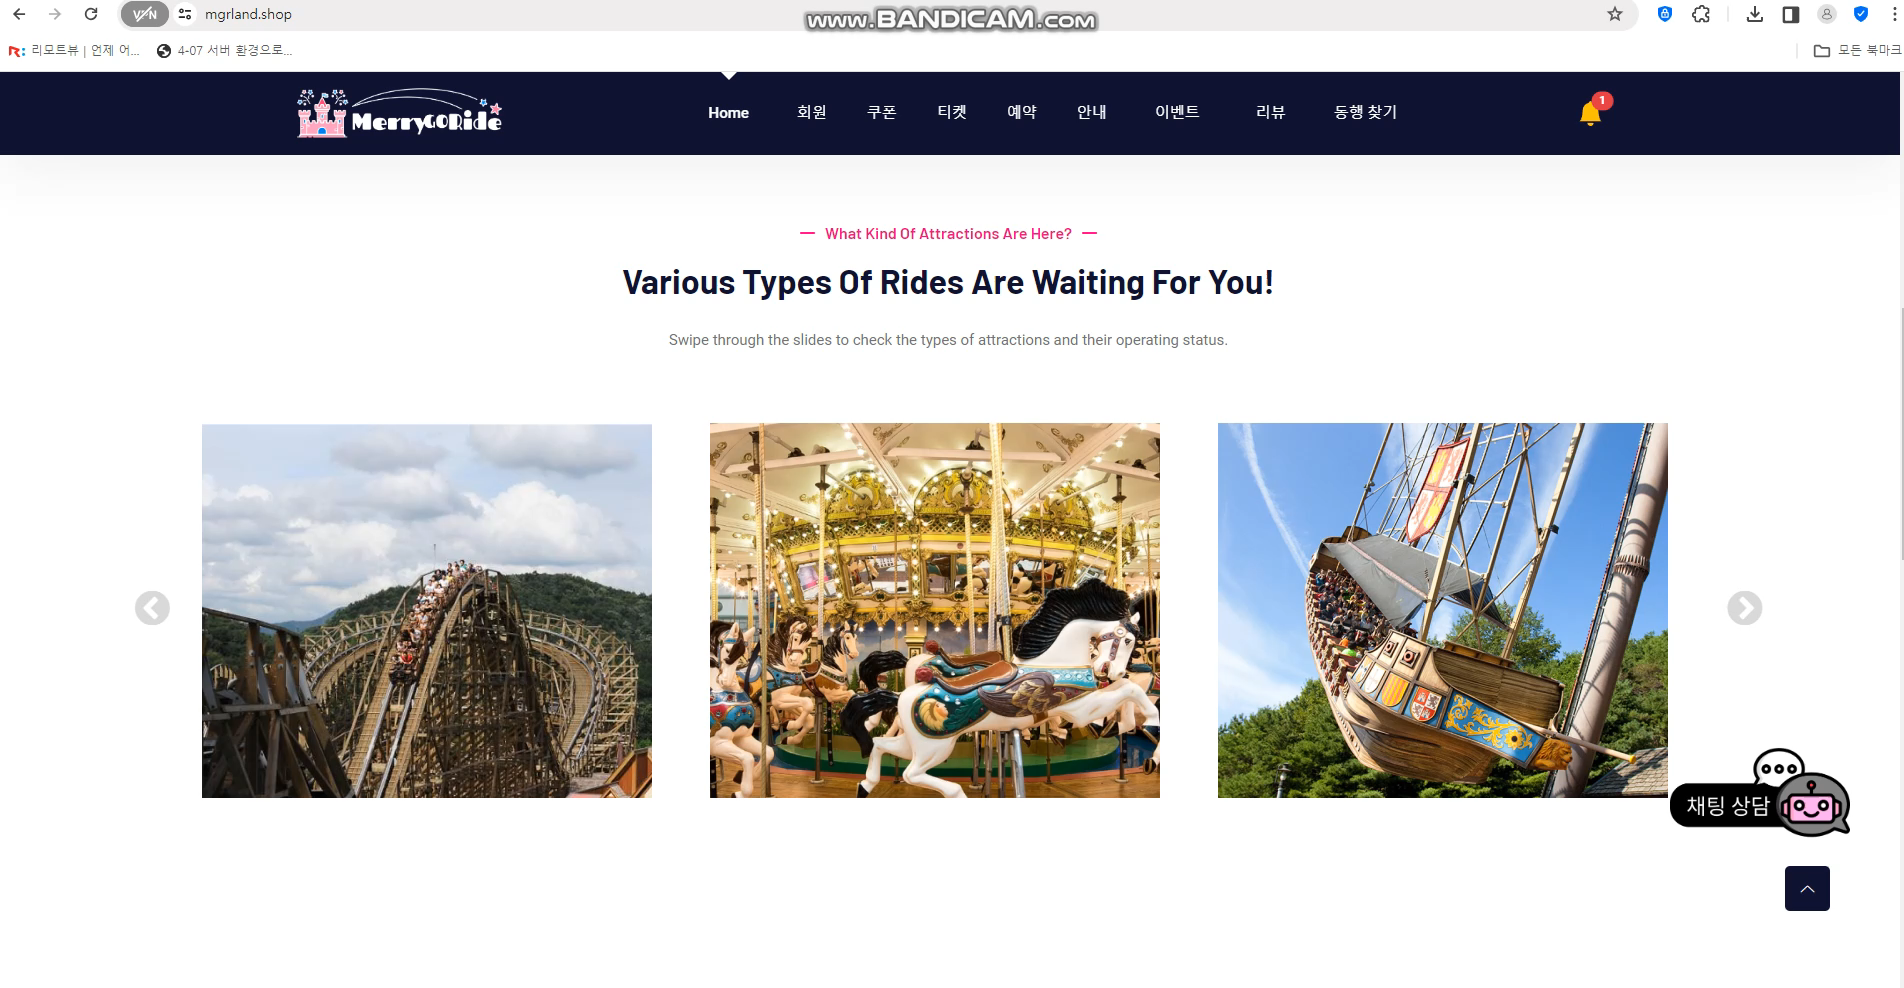 mgrland.shop
www.BANDICAM.com
리모트뷰 | 언제 어...
4-07 서버 환경으로...
모든 북마크
MerryGoRide
Home
회원
쿠폰
티켓
예약
안내
이벤트
리뷰
동행 찾기
1
What Kind Of Attractions Are Here?
Various Types Of Rides Are Waiting For You!
Swipe through the slides to check the types of attractions and their operating status.
채팅 상담